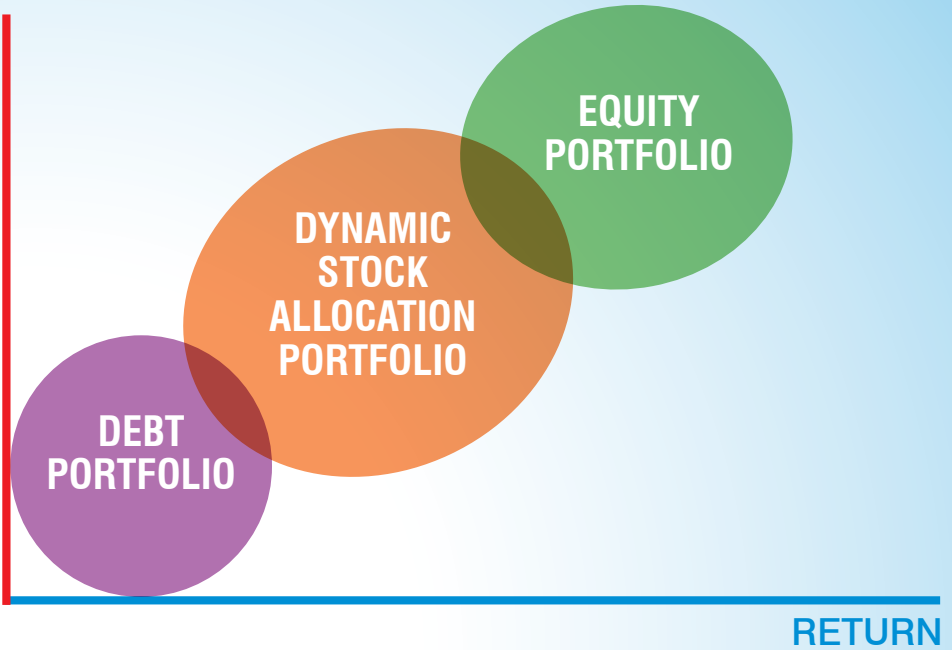 EQUITY
PORTFOLIO
DYNAMIC
STOCK
ALLOCATION
PORTFOLIO
DEBT
PORTFOLIO
RETURN